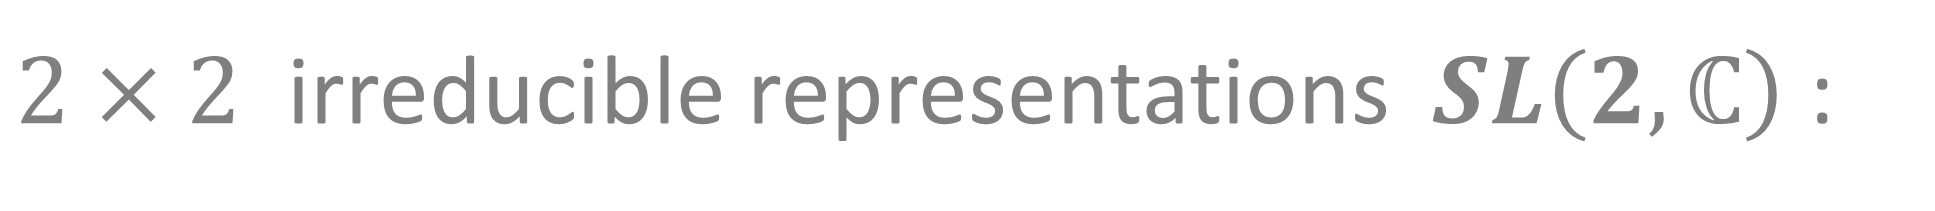 2 × 2 irreducible representations SL(2, ℂ) :